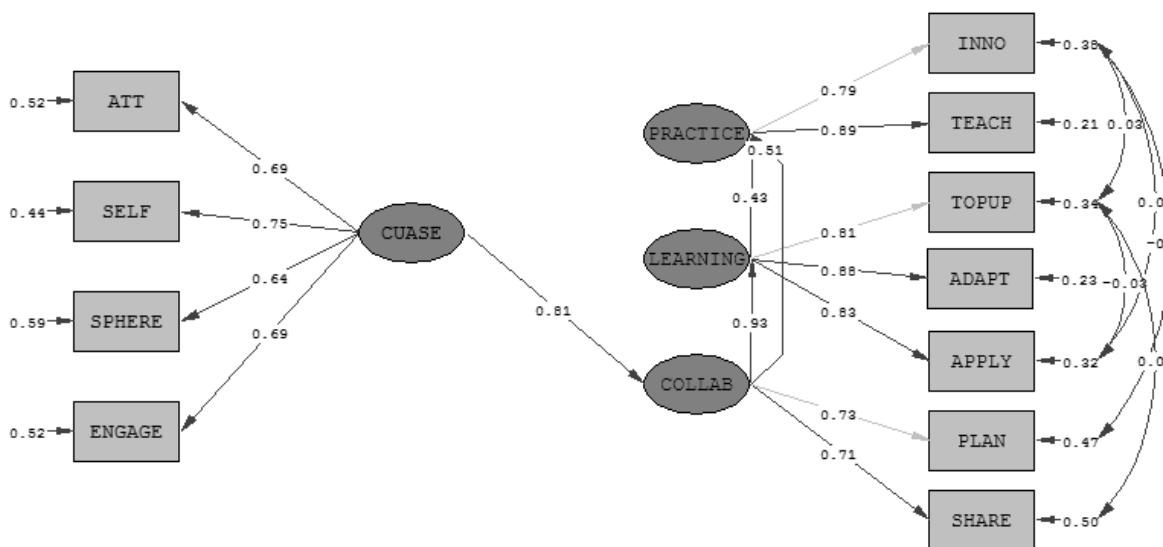 INNO
0.38
ATT
0.52
0.79
PRACTICE
0.89
TEACH
0.21
0.03
0.51
0.69
SELF
0.44
0.75
CUASE
0.43
0.81
TOPUP
0.34
LEARNING
0.88
ADAPT
0.23
-0.03
0.64
0.83
SPHERE
0.59
0.69
0.81
0.93
APPLY
0.32
COLLAB
0.73
ENGAGE
0.52
0.71
PLAN
0.47
SHARE
0.50